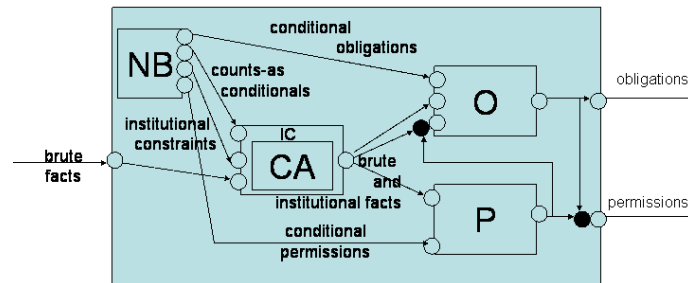 conditional
obligations
NB
counts-as
conditionals
O
obligations
institutional
constraints
IC
CA
brute
facts
brute
and
institutional facts
P
permissions
conditional
permissions